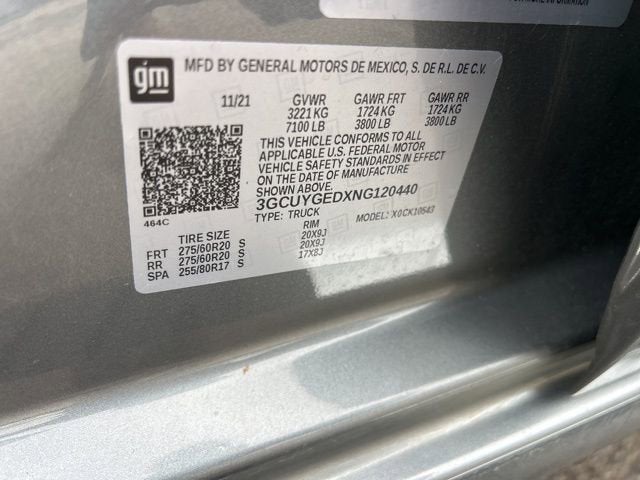 FOR MORE INFORMATION
gm MFD BY GENERAL MOTORS DE MEXICO, S. DE R.L. DE C.V.
11/21 GVWR GAWR FRT GAWR RR
3221 KG 1724 KG 1724 KG
7100 LB 3800 LB 3800 LB
THIS VEHICLE CONFORMS TO ALL
APPLICABLE U.S. FEDERAL MOTOR
VEHICLE SAFETY STANDARDS IN EFFECT
ON THE DATE OF MANUFACTURE
SHOWN ABOVE.
3GCUYGEDXNG120440
464C TYPE: TRUCK MODEL: X0CK10543
TIRE SIZE RIM
FRT 275/60R20 S 20X9J
RR 275/60R20 S 20X9J
SPA 255/80R17 S 17X8J